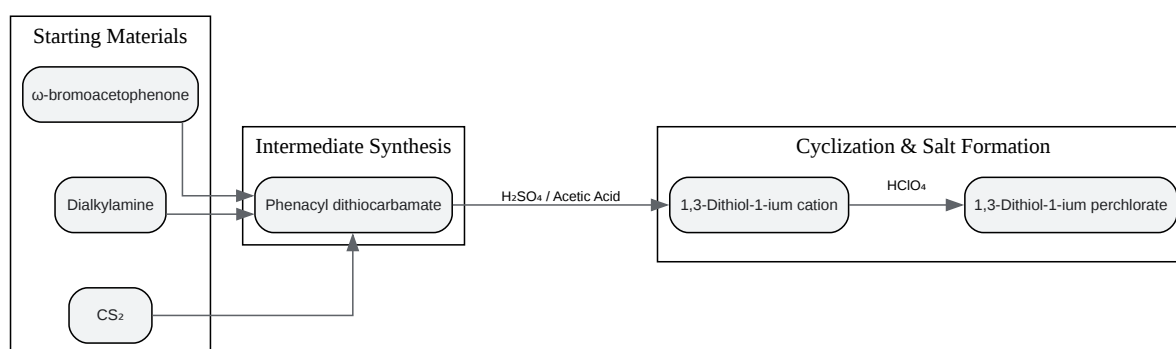 Starting Materials
ω-bromoacetophenone
Dialkylamine
CS₂
Intermediate Synthesis
Phenacyl dithiocarbamate
H₂SO₄ / Acetic Acid
Cyclization & Salt Formation
1,3-Dithiol-1-ium cation
HClO₄
1,3-Dithiol-1-ium perchlorate